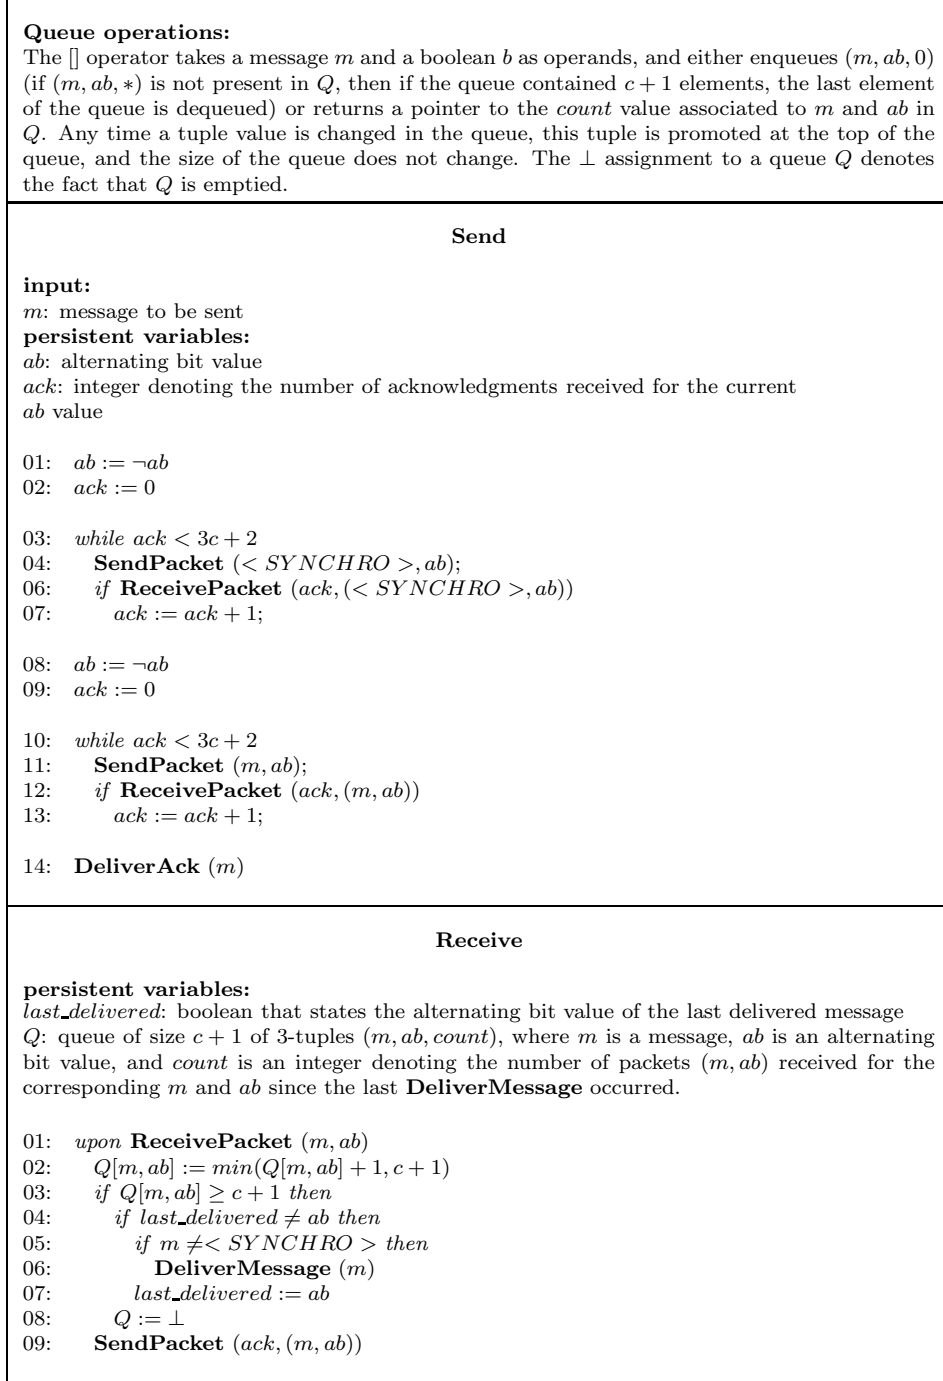 Queue operations:
The [] operator takes a message m and a boolean b as operands, and either enqueues (m, ab, 0)
(if (m, ab, ∗) is not present in Q, then if the queue contained c + 1 elements, the last element
of the queue is dequeued) or returns a pointer to the count value associated to m and ab in
Q. Any time a tuple value is changed in the queue, this tuple is promoted at the top of the
queue, and the size of the queue does not change. The ⊥ assignment to a queue Q denotes
the fact that Q is emptied.
Send
input:
m: message to be sent
persistent variables:
ab: alternating bit value
ack: integer denoting the number of acknowledgments received for the current
ab value
01: ab := ¬ab
02: ack := 0
03: while ack < 3c + 2
04: SendPacket (< SYNCHRO >, ab);
06: if ReceivePacket (ack, (< SYNCHRO >, ab))
07: ack := ack + 1;
08: ab := ¬ab
09: ack := 0
10: while ack < 3c + 2
11: SendPacket (m, ab);
12: if ReceivePacket (ack, (m, ab))
13: ack := ack + 1;
14: DeliverAck (m)
Receive
persistent variables:
last_delivered: boolean that states the alternating bit value of the last delivered message
Q: queue of size c + 1 of 3-tuples (m, ab, count), where m is a message, ab is an alternating
bit value, and count is an integer denoting the number of packets (m, ab) received for the
corresponding m and ab since the last DeliverMessage occurred.
01: upon ReceivePacket (m, ab)
02: Q[m, ab] := min(Q[m, ab] + 1, c + 1)
03: if Q[m, ab] ≥ c + 1 then
04: if last_delivered ≠ ab then
05: if m ≠< SYNCHRO > then
06: DeliverMessage (m)
07: last_delivered := ab
08: Q := ⊥
09: SendPacket (ack, (m, ab))